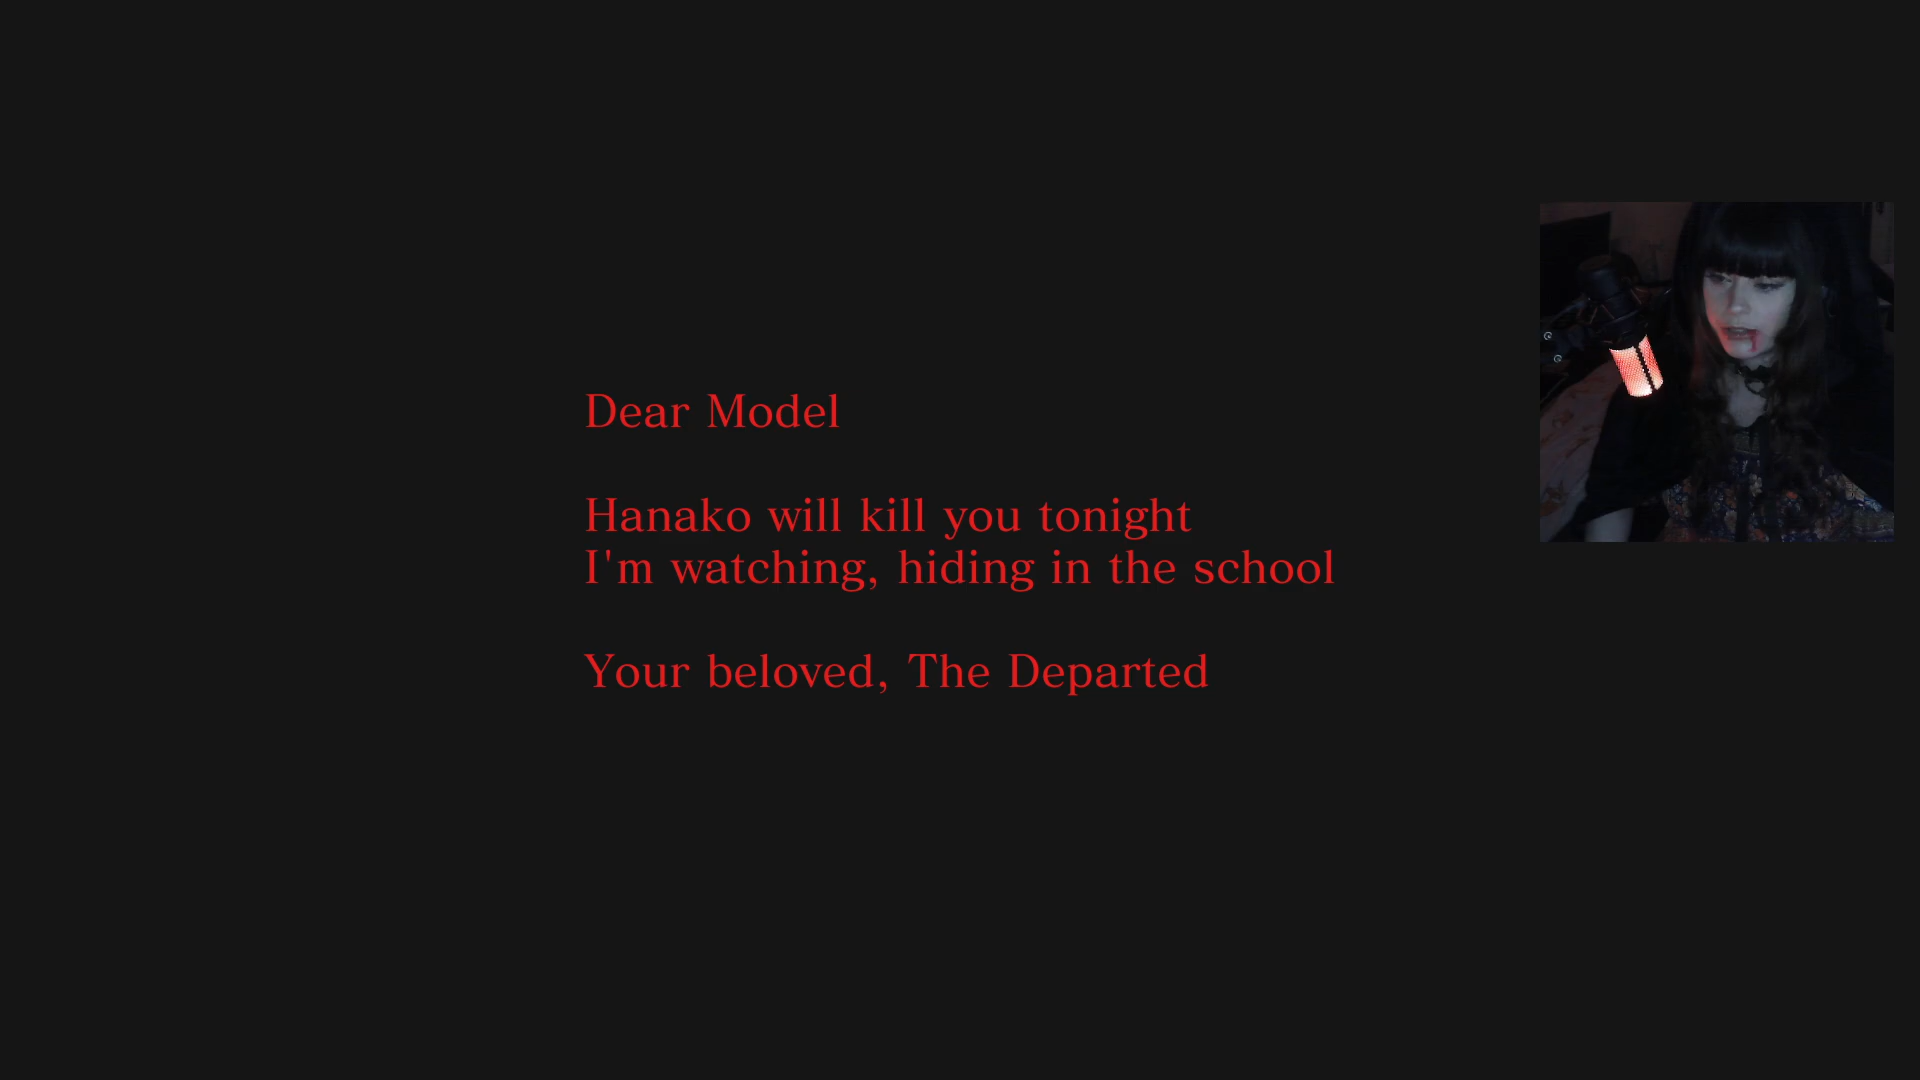 Dear Model
Hanako will kill you tonight
I'm watching, hiding in the school
Your beloved, The Departed